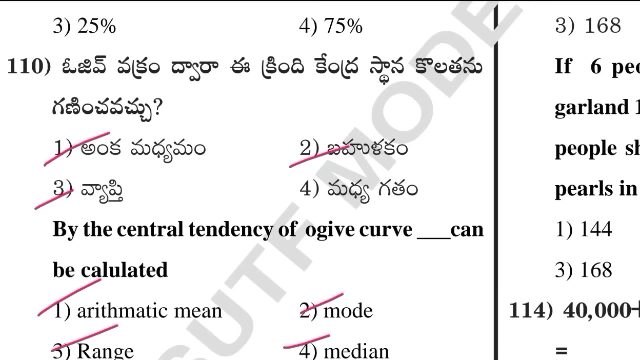 3) 25%
4) 75%
110) ఓజివ్ వక్రం ద్వారా ఈ క్రింది కేంద్ర స్థాన కొలతను
గణించవచ్చు?
1) అంక మధ్యమం
2) బహుళకం
3) వ్యాప్తి
4) మధ్య గతం
By the central tendency of ogive curve ___can
be calulated
1) arithmatic mean
2) mode
3) Range
4) median
3) 168
If 6
garland
people
pearls in
1) 144
3) 168
114) 40,000+
=
SUTF MODE